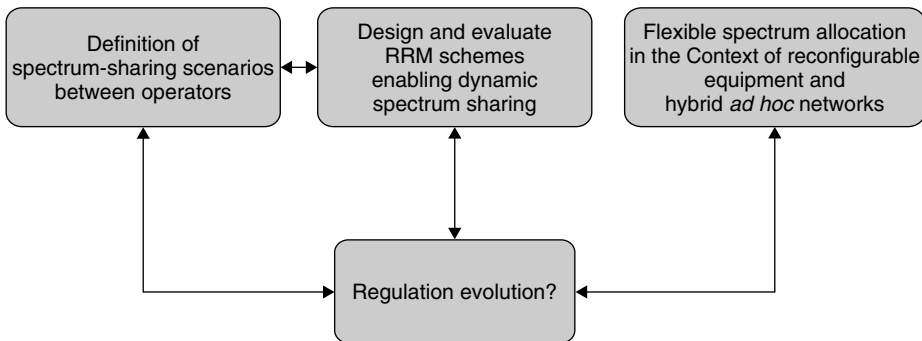 Definition of
spectrum-sharing scenarios
between operators
Design and evaluate
RRM schemes
enabling dynamic
spectrum sharing
Flexible spectrum allocation
in the Context of reconfigurable
equipment and
hybrid ad hoc networks
Regulation evolution?